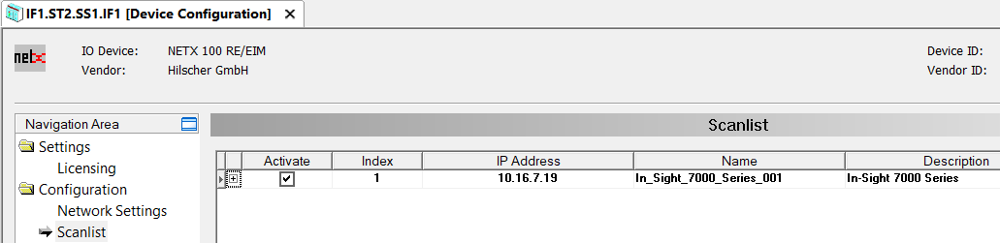 IF1.ST2.SS1.IF1 [Device Configuration]
netX
IO Device: NETX 100 RE/EIM Device ID:
Vendor: Hilscher GmbH Vendor ID:
Navigation Area
Settings
Licensing
Configuration
Network Settings
Scanlist
Scanlist
Activate Index IP Address Name Description
1 10.16.7.19 In_Sight_7000_Series_001 In-Sight 7000 Series